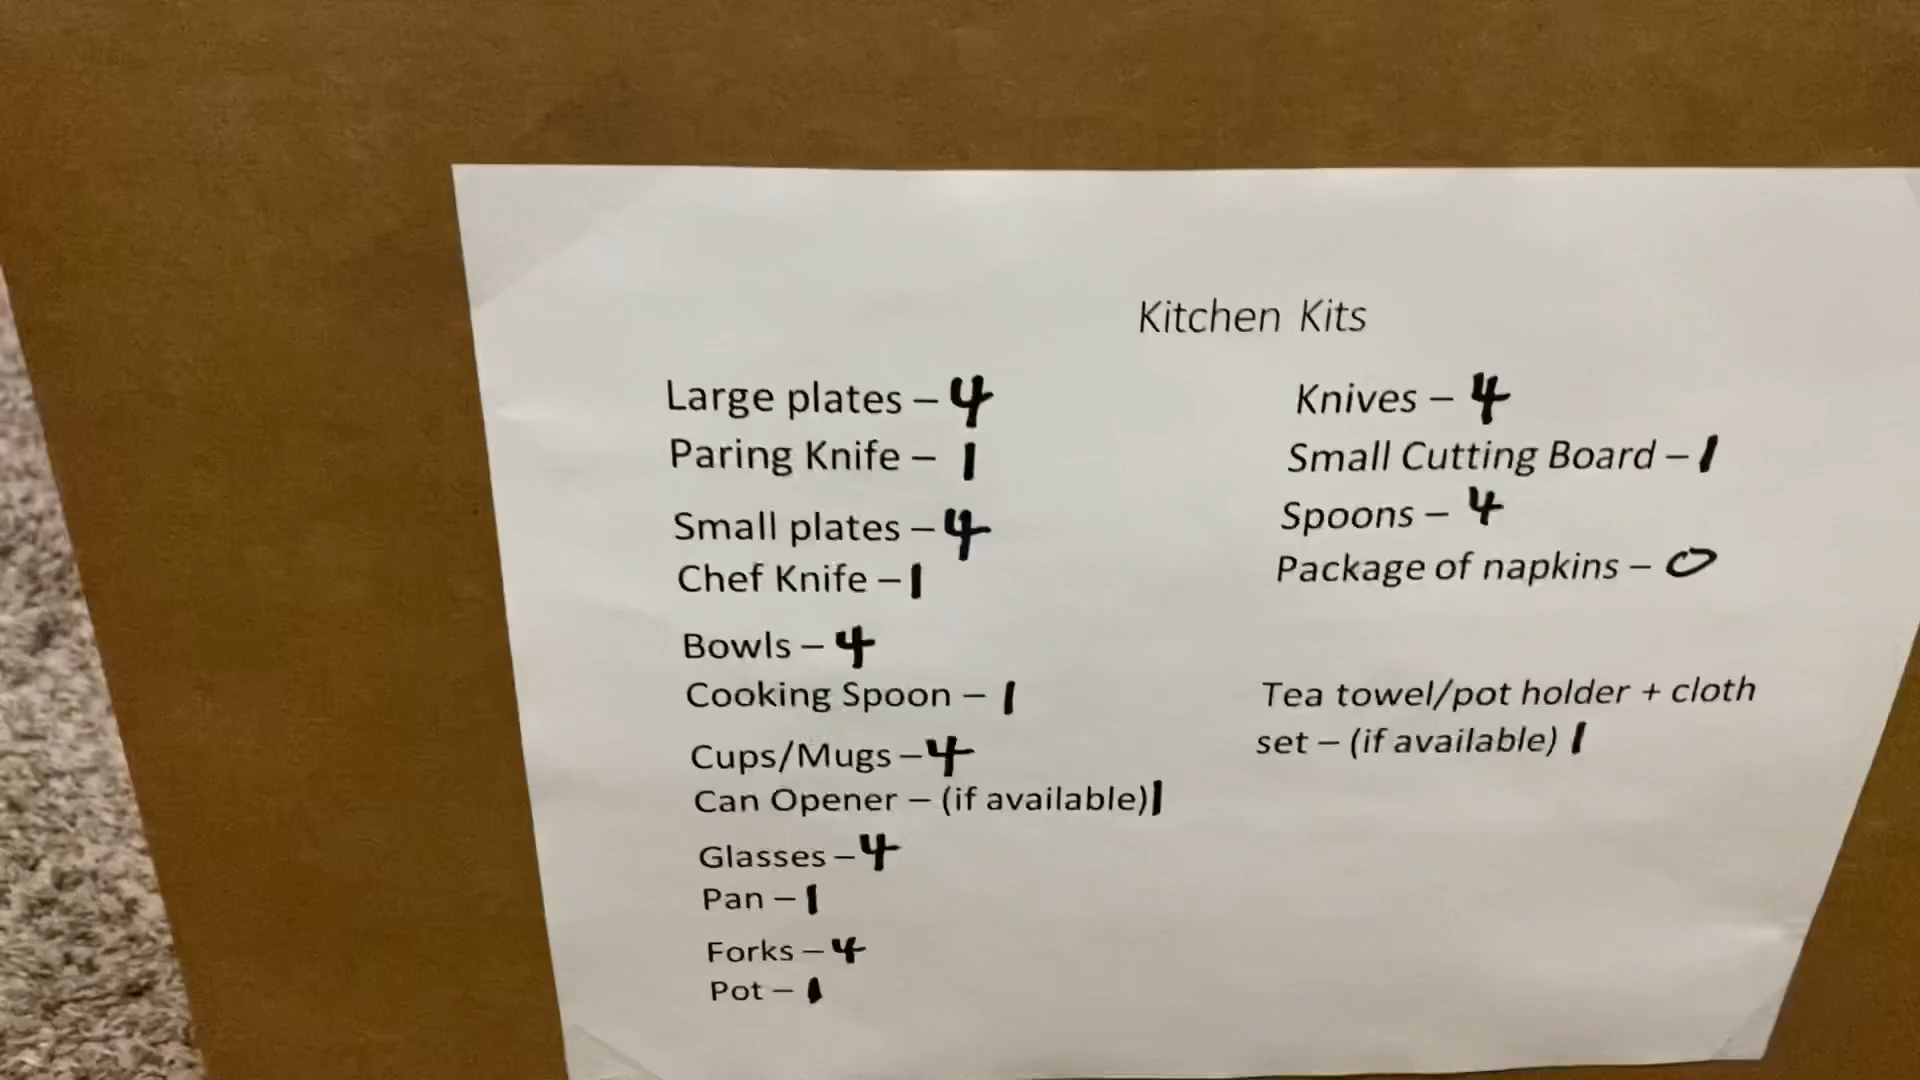 Kitchen Kits
Large plates – 4
Paring Knife – 1
Small plates – 4
Chef Knife – 1
Bowls – 4
Cooking Spoon – 1
Cups/Mugs – 4
Can Opener – (if available) 1
Glasses – 4
Pan – 1
Forks – 4
Pot – 1
Knives – 4
Small Cutting Board – 1
Spoons – 4
Package of napkins – 0
Tea towel/pot holder + cloth
set – (if available) 1